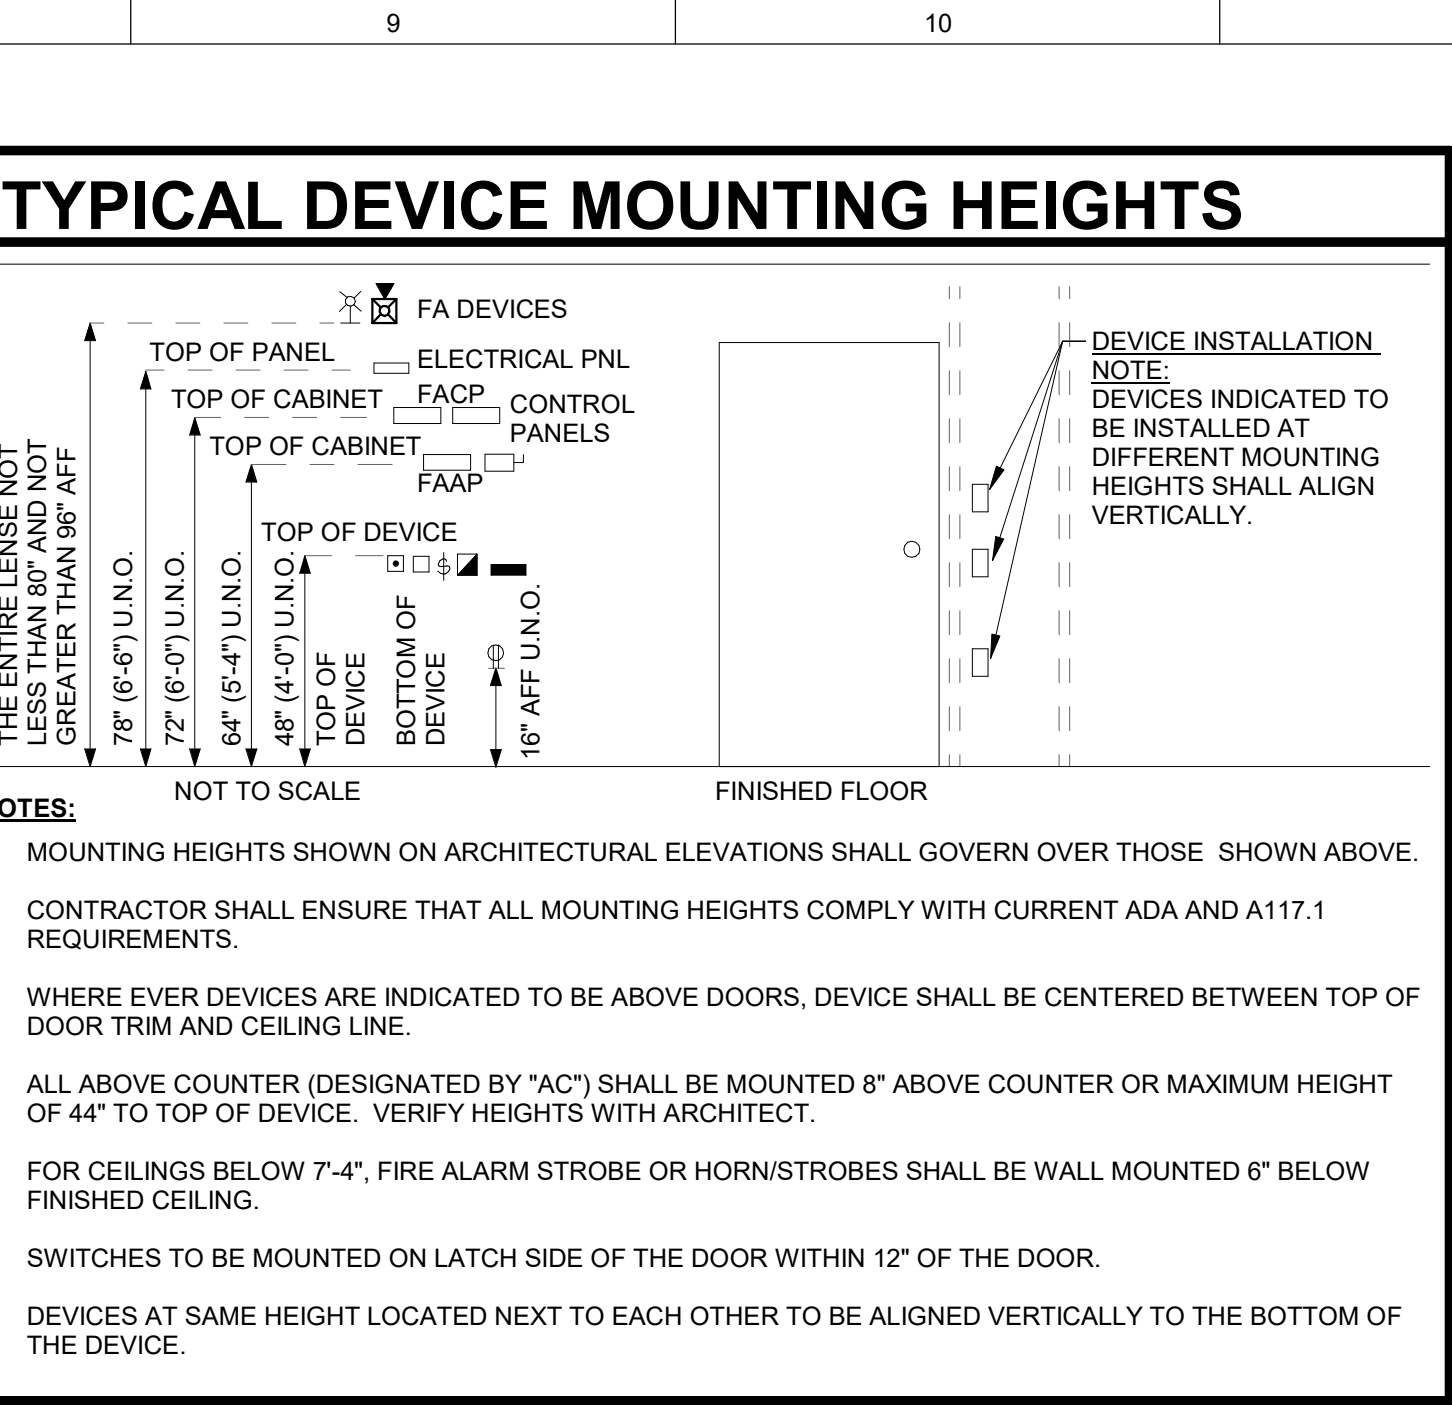 9
10
TYPICAL DEVICE MOUNTING HEIGHTS
FA DEVICES
TOP OF PANEL
ELECTRICAL PNL
TOP OF CABINET
FACP
CONTROL
PANELS
TOP OF CABINET
FAAP
TOP OF DEVICE
THE ENTIRE LENSE NOT
LESS THAN 80" AND NOT
GREATER THAN 96" AFF
78" (6'-6") U.N.O.
72" (6'-0") U.N.O.
64" (5'-4") U.N.O.
48" (4'-0") U.N.O.
TOP OF
DEVICE
BOTTOM OF
DEVICE
16" AFF U.N.O.
DEVICE INSTALLATION
NOTE:
DEVICES INDICATED TO
BE INSTALLED AT
DIFFERENT MOUNTING
HEIGHTS SHALL ALIGN
VERTICALLY.
NOT TO SCALE
FINISHED FLOOR
OTES:
MOUNTING HEIGHTS SHOWN ON ARCHITECTURAL ELEVATIONS SHALL GOVERN OVER THOSE  SHOWN ABOVE.
CONTRACTOR SHALL ENSURE THAT ALL MOUNTING HEIGHTS COMPLY WITH CURRENT ADA AND A117.1
REQUIREMENTS.
WHERE EVER DEVICES ARE INDICATED TO BE ABOVE DOORS, DEVICE SHALL BE CENTERED BETWEEN TOP OF
DOOR TRIM AND CEILING LINE.
ALL ABOVE COUNTER (DESIGNATED BY "AC") SHALL BE MOUNTED 8" ABOVE COUNTER OR MAXIMUM HEIGHT
OF 44" TO TOP OF DEVICE.  VERIFY HEIGHTS WITH ARCHITECT.
FOR CEILINGS BELOW 7'-4", FIRE ALARM STROBE OR HORN/STROBES SHALL BE WALL MOUNTED 6" BELOW
FINISHED CEILING.
SWITCHES TO BE MOUNTED ON LATCH SIDE OF THE DOOR WITHIN 12" OF THE DOOR.
DEVICES AT SAME HEIGHT LOCATED NEXT TO EACH OTHER TO BE ALIGNED VERTICALLY TO THE BOTTOM OF
THE DEVICE.